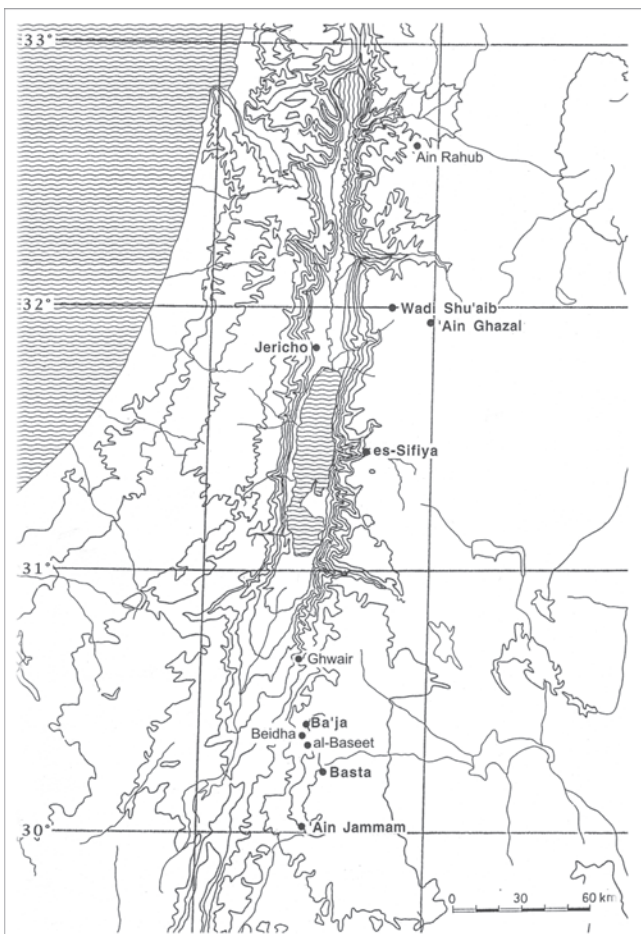 33°
Ain Rahub
32°
Wadi Shu'aib
'Ain Ghazal
Jericho
es-Sifiya
31°
Ghwair
Ba'ja
Beidha
al-Baseet
Basta
30°
'Ain Jammam
0 30 60 km